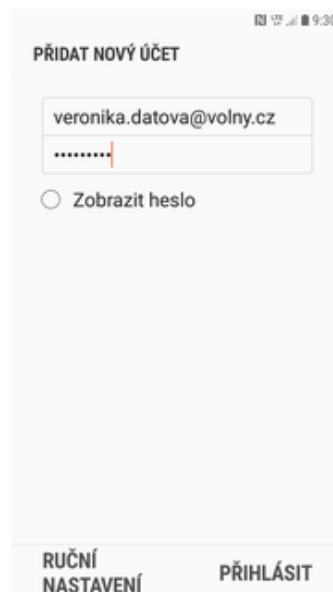 9:30
PŘIDAT NOVÝ ÚČET
veronika.datova@volny.cz
•••••••••
Zobrazit heslo
RUČNÍ
NASTAVENÍ
PŘIHLÁSIT